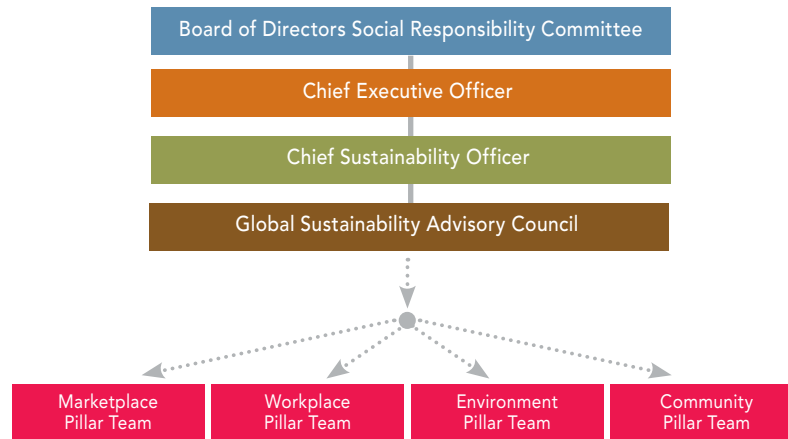 Board of Directors Social Responsibility Committee
Chief Executive Officer
Chief Sustainability Officer
Global Sustainability Advisory Council
Marketplace
Pillar Team
Workplace
Pillar Team
Environment
Pillar Team
Community
Pillar Team